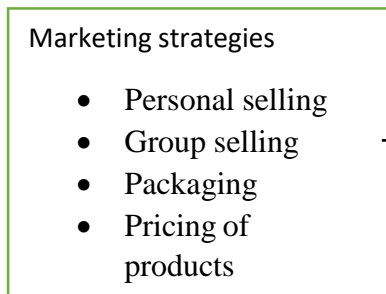 Marketing strategies
• Personal selling
• Group selling
• Packaging
• Pricing of
products